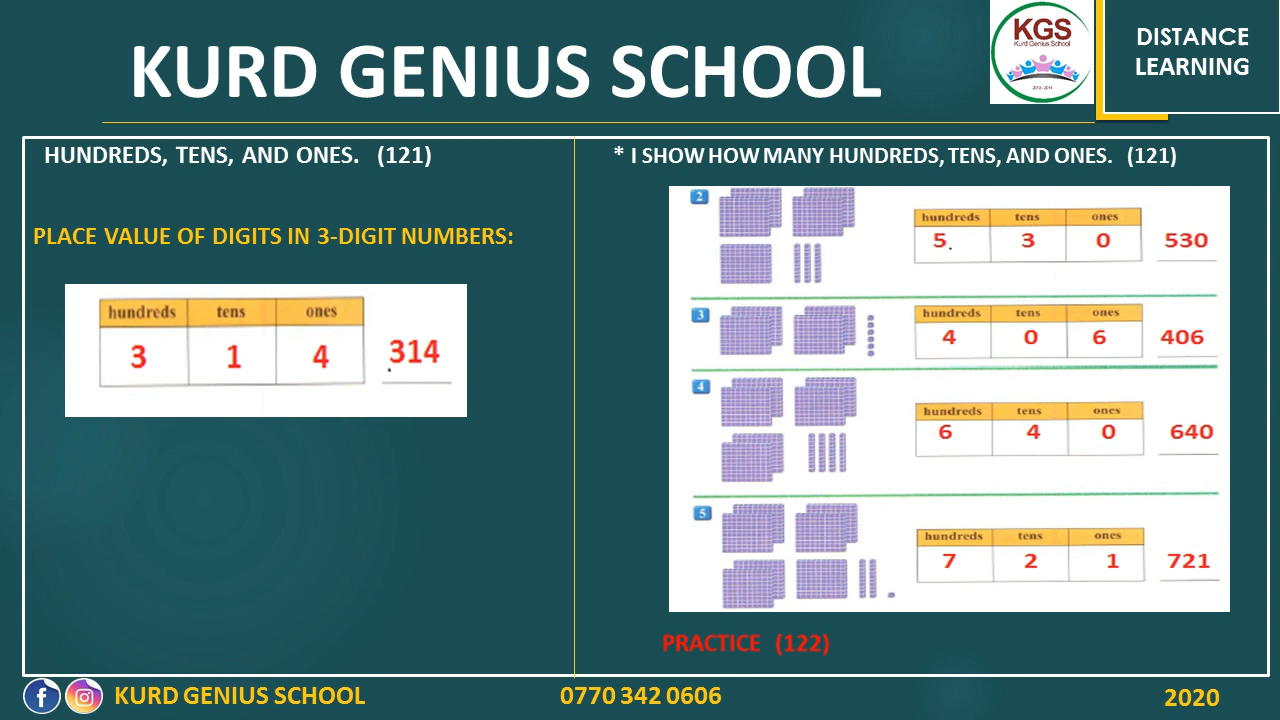 KURD GENIUS SCHOOL
KGS
Kurd Genius School
DISTANCE
LEARNING
HUNDREDS, TENS, AND ONES. (121)
PLACE VALUE OF DIGITS IN 3-DIGIT NUMBERS:
hundreds tens ones
3 1 4 314
* I SHOW HOW MANY HUNDREDS, TENS, AND ONES. (121)
2
hundreds tens ones
5 3 0 530
3
hundreds tens ones
4 0 6 406
4
hundreds tens ones
6 4 0 640
5
hundreds tens ones
7 2 1 721
PRACTICE (122)
KURD GENIUS SCHOOL
0770 342 0606
2020